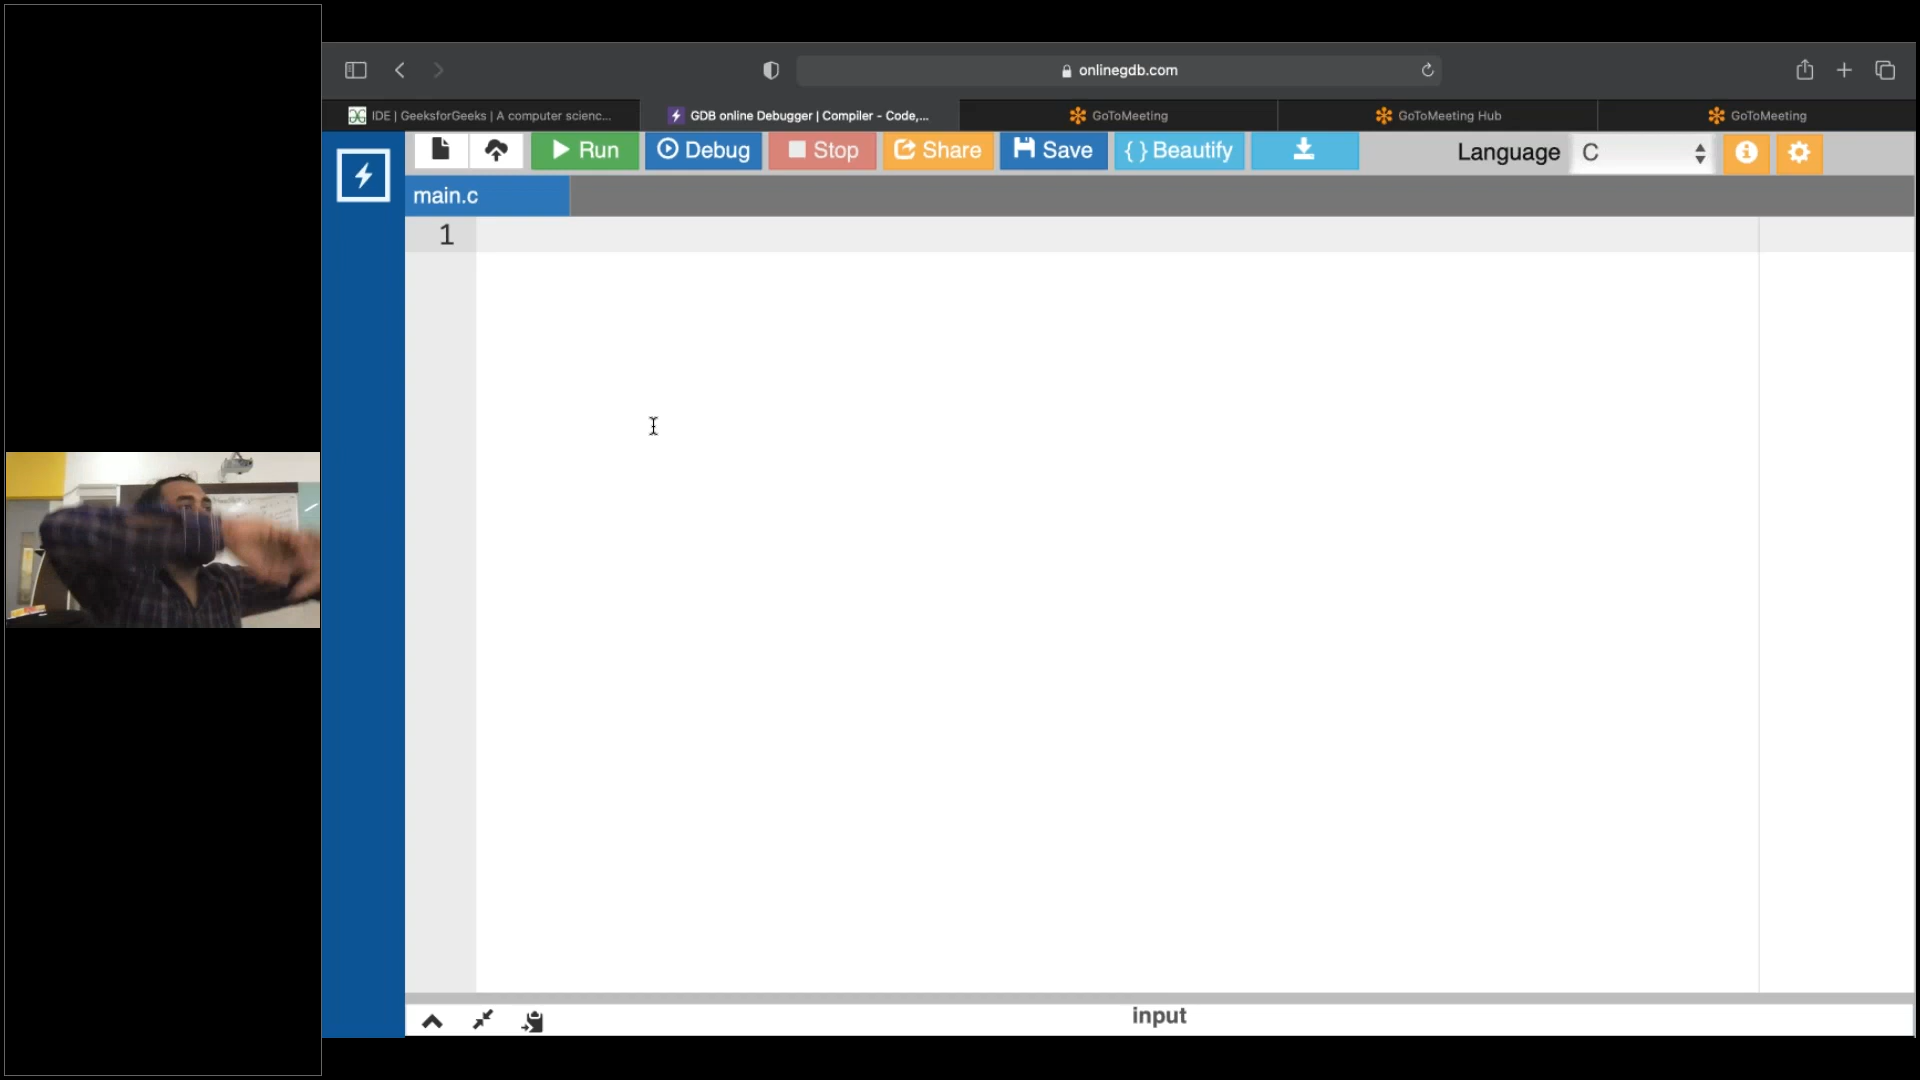 onlinegdb.com
IDE | GeeksforGeeks | A computer scienc...
GDB online Debugger | Compiler - Code,...
GoToMeeting
GoToMeeting Hub
GoToMeeting
Run
Debug
Stop
Share
Save
{ } Beautify
Language
C
main.c
1
input